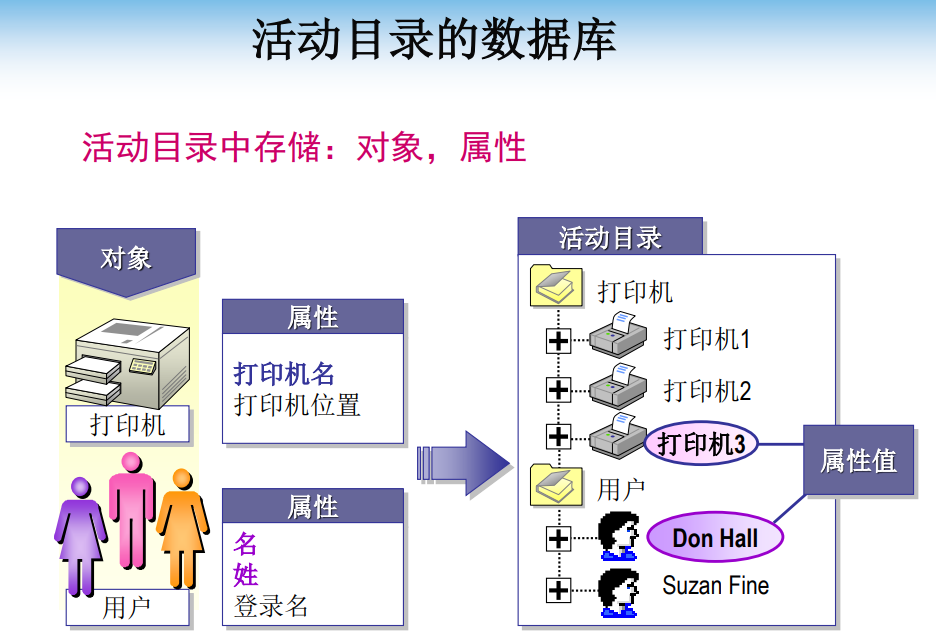 活动目录的数据库
活动目录中存储：对象，属性
对象
打印机
用户
属性
打印机名
打印机位置
属性
名
姓
登录名
活动目录
打印机
打印机1
打印机2
打印机3
用户
Don Hall
Suzan Fine
属性值